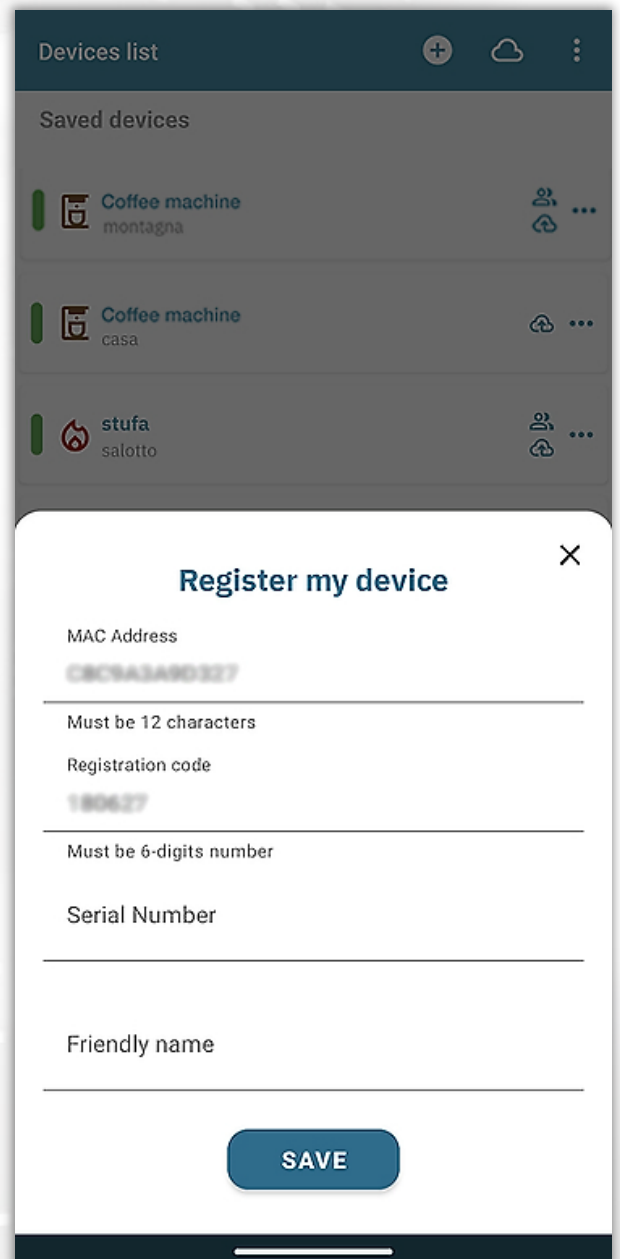 Devices list
Saved devices
Coffee machine
montagna
Coffee machine
casa
stufa
salotto
Register my device
MAC Address
Must be 12 characters
Registration code
Must be 6-digits number
Serial Number
Friendly name
SAVE